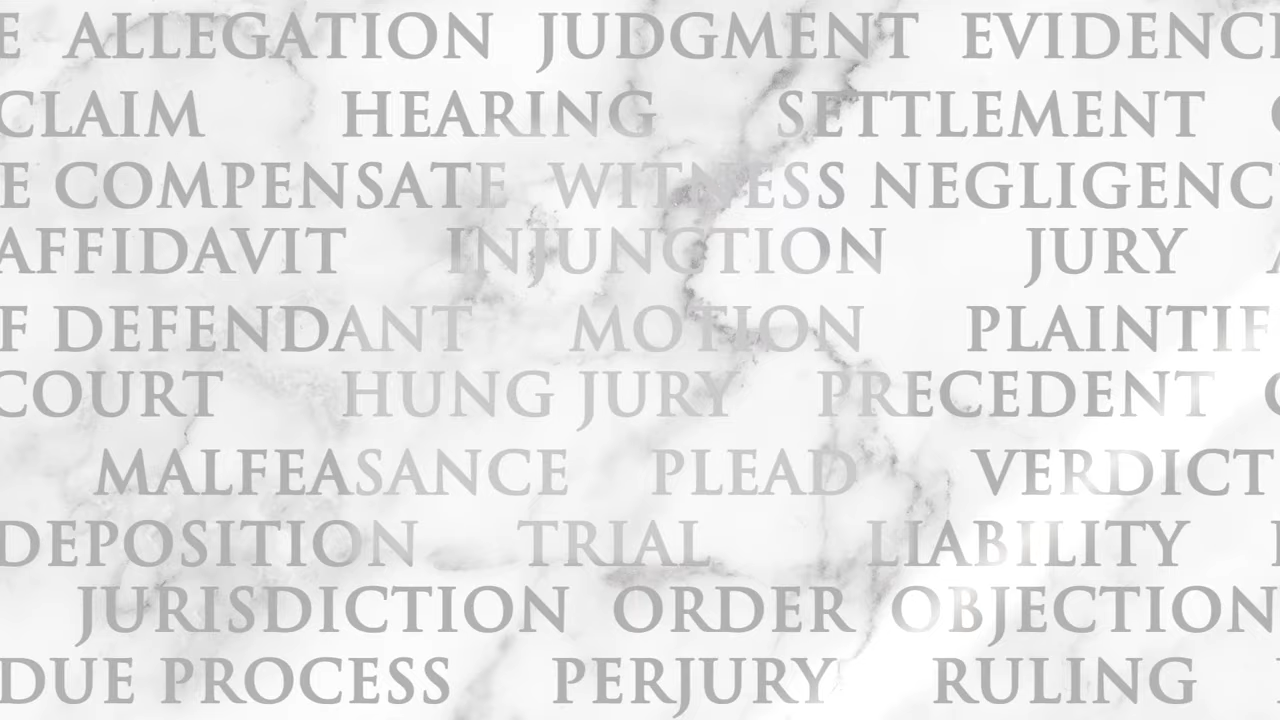 E ALLEGATION JUDGMENT EVIDENC
CLAIM HEARING SETTLEMENT
E COMPENSATE WITNESS NEGLIGENC
AFFIDAVIT INJUNCTION JURY
F DEFENDANT MOTION PLAINTIF
COURT HUNG JURY PRECEDENT
MALFEASANCE PLEAD VERDICT
DEPOSITION TRIAL LIABILITY
JURISDICTION ORDER OBJECTION
DUE PROCESS PERJURY RULING